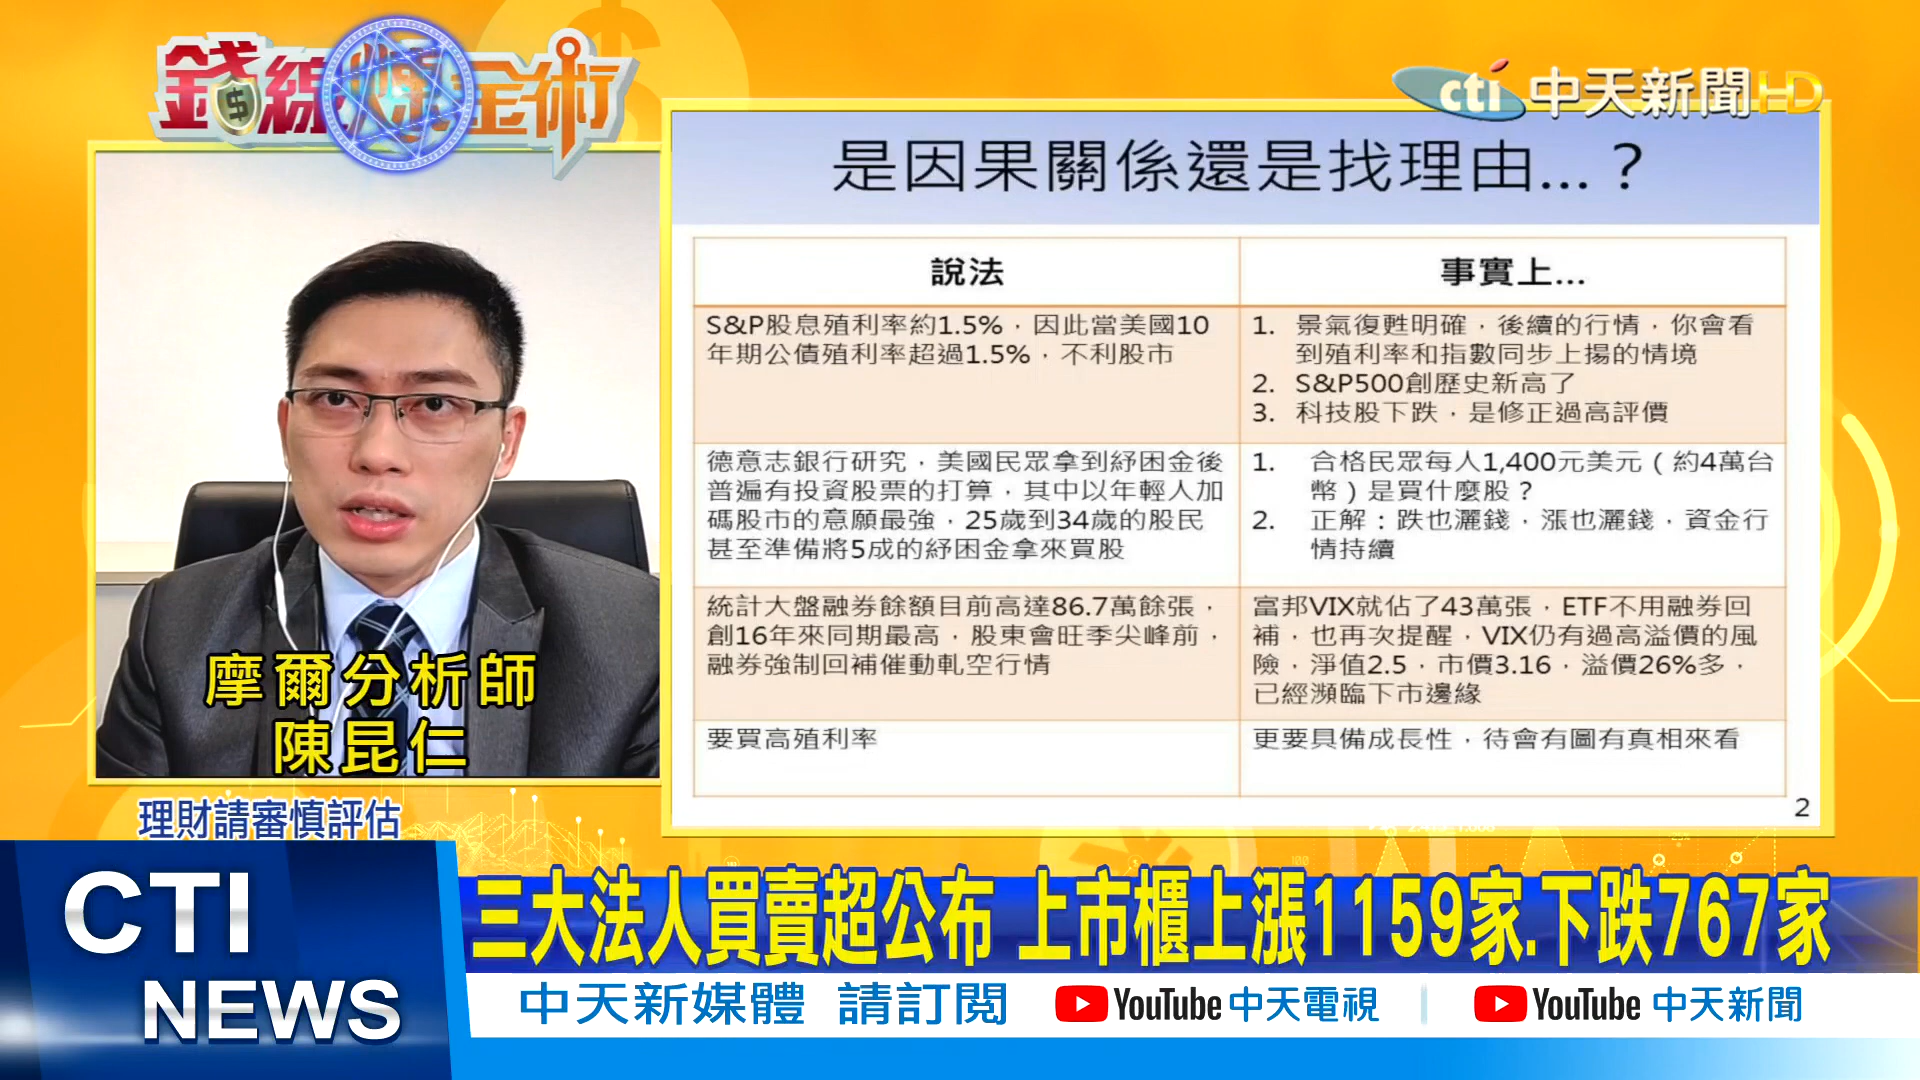 錢線煉金術
cti 中天新聞HD
是因果關係還是找理由...？
說法
事實上...
S&P股息殖利率約1.5%，因此當美國10
年期公債殖利率超過1.5%，不利股市
1. 景氣復甦明確，後續的行情，你會看
到殖利率和指數同步上揚的情境
2. S&P500創歷史新高了
3. 科技股下跌，是修正過高評價
德意志銀行研究，美國民眾拿到紓困金後
普遍有投資股票的打算，其中以年輕人加
碼股市的意願最強，25歲到34歲的股民
甚至準備將5成的紓困金拿來買股
1. 合格民眾每人1,400元美元（約4萬台
幣）是買什麼股？
2. 正解：跌也灑錢，漲也灑錢，資金行
情持續
統計大盤融券餘額目前高達86.7萬餘張，
創16年來同期最高，股東會旺季尖峰前，
融券強制回補催動軋空行情
富邦VIX就佔了43萬張，ETF不用融券回
補，也再次提醒，VIX仍有過高溢價的風
險，淨值2.5，市價3.16，溢價26%多，
已經瀕臨下市邊緣
要買高殖利率
更要具備成長性，待會有圖有真相來看
2
摩爾分析師
陳昆仁
理財請審慎評估
CTI
NEWS
三大法人買賣超公布 上市櫃上漲1159家.下跌767家
中天新媒體 請訂閱 YouTube 中天電視 YouTube 中天新聞